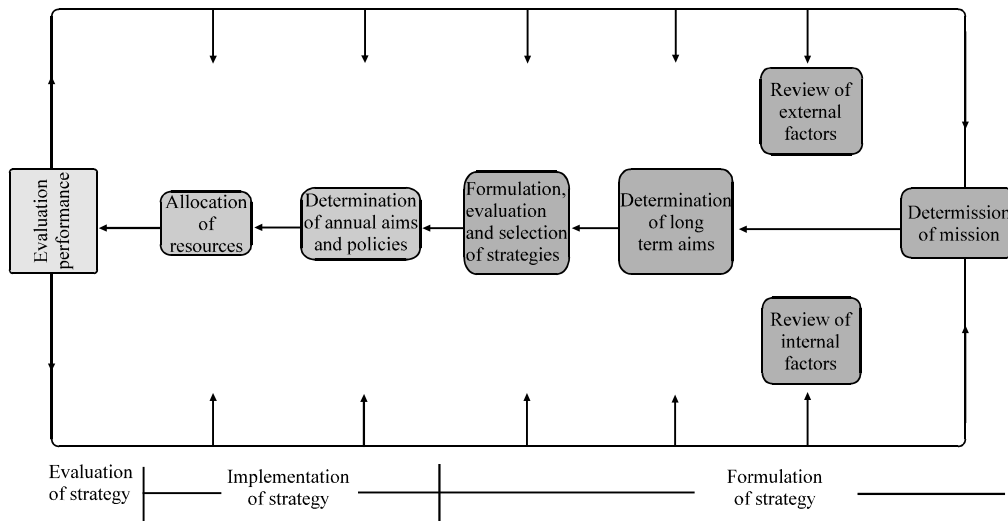 Review of
external
factors
Evaluation
performance
Allocation
of
resources
Determination
of annual aims
and policies
Formulation,
evaluation
and selection
of strategies
Determination
of long
term aims
Determission
of mission
Review of
internal
factors
Evaluation
of strategy
Implementation
of strategy
Formulation
of strategy